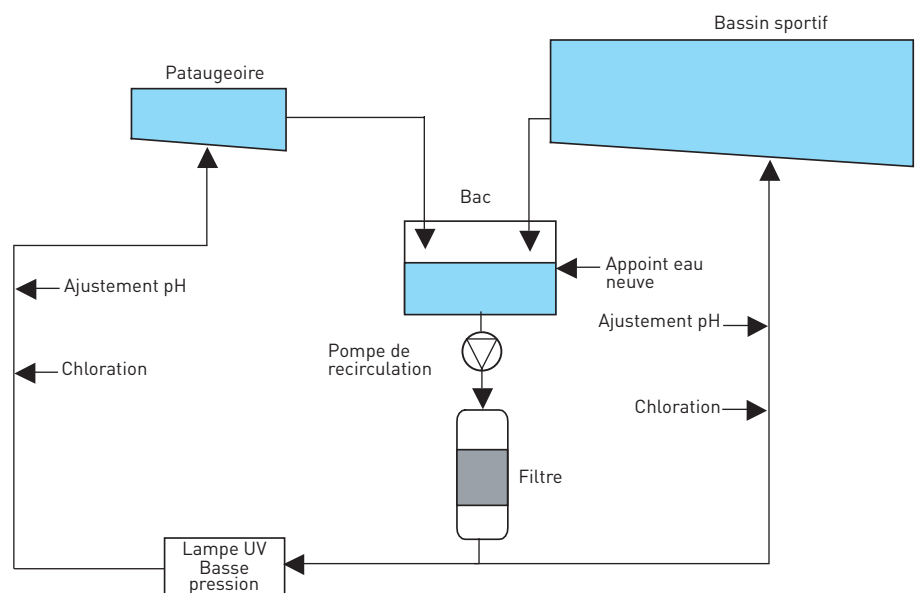 Bassin sportif
Pataugeoire
Bac
Appoint eau
neuve
Ajustement pH
Ajustement pH
Pompe de
recirculation
Chloration
Chloration
Filtre
Lampe UV
Basse
pression